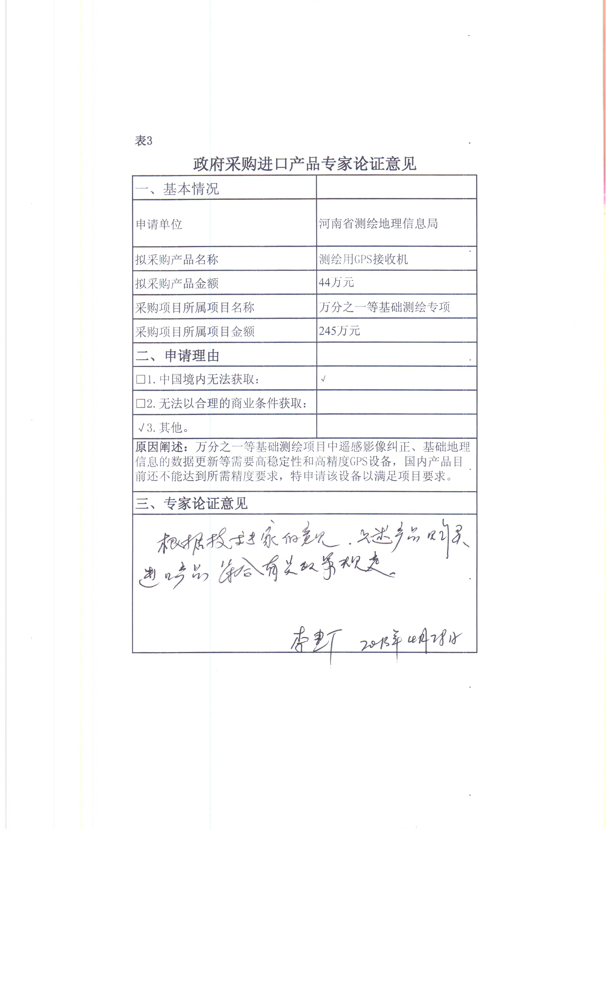 表3
政府采购进口产品专家论证意见
一、基本情况
申请单位 河南省测绘地理信息局
拟采购产品名称 测绘用GPS接收机
拟采购产品金额 44万元
采购项目所属项目名称 万分之一等基础测绘专项
采购项目所属项目金额 245万元
二、申请理由
□1.中国境内无法获取： √
□2.无法以合理的商业条件获取：
√3.其他。
原因阐述：万分之一等基础测绘项目中遥感影像纠正、基础地理
信息的数据更新等需要高稳定性和高精度GPS设备，国内产品目
前还不能达到所需精度要求，特申请该设备以满足项目要求。
三、专家论证意见
根据技术专家的意见，上述产品购买
进口产品符合有关政策规定。
李 2013年 月28日